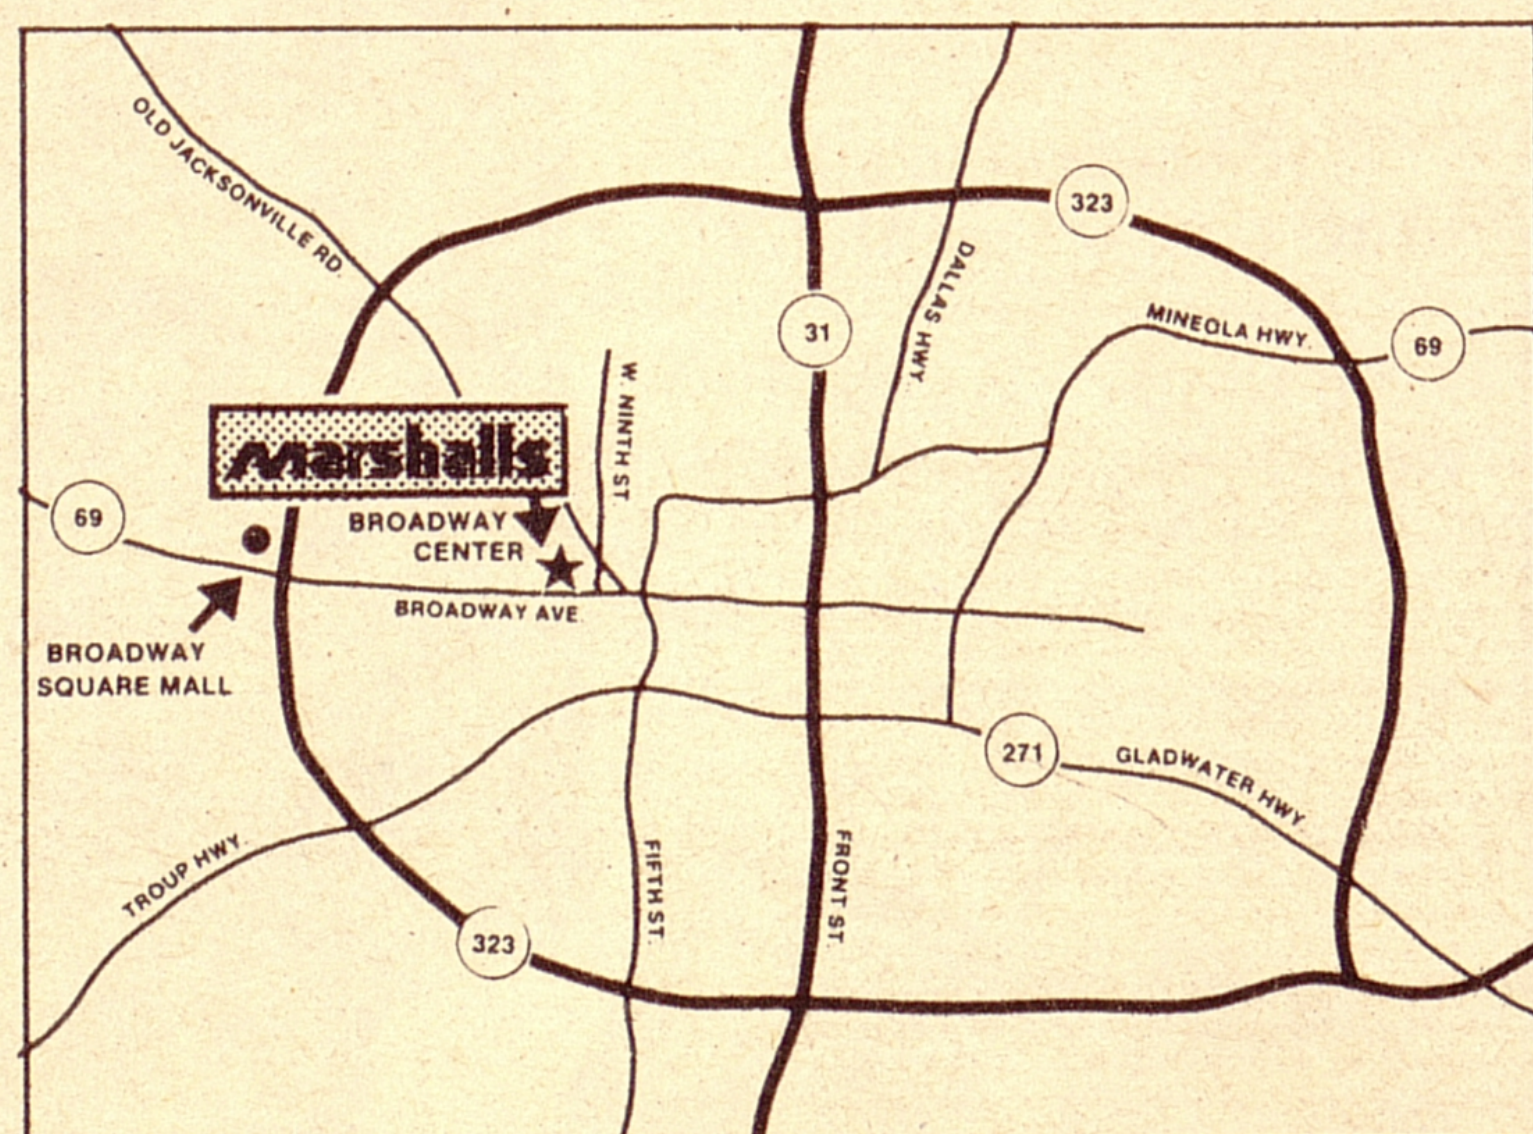 OLD JACKSONVILLE RD.
323
DALLAS HWY.
31
MINEOLA HWY.
69
W. NINTH ST.
marshalls
69
BROADWAY
CENTER
BROADWAY AVE.
BROADWAY
SQUARE MALL
271
GLADWATER HWY.
TROUP HWY.
FIFTH ST.
FRONT ST.
323